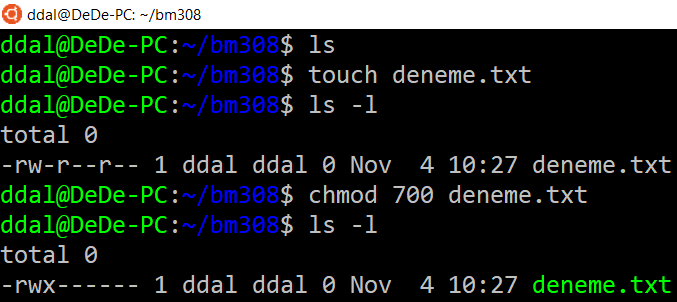 ddal@DeDe-PC: ~/bm308
ddal@DeDe-PC:~/bm308$ ls
ddal@DeDe-PC:~/bm308$ touch deneme.txt
ddal@DeDe-PC:~/bm308$ ls -l
total 0
-rw-r--r-- 1 ddal ddal 0 Nov  4 10:27 deneme.txt
ddal@DeDe-PC:~/bm308$ chmod 700 deneme.txt
ddal@DeDe-PC:~/bm308$ ls -l
total 0
-rwx------ 1 ddal ddal 0 Nov  4 10:27 deneme.txt